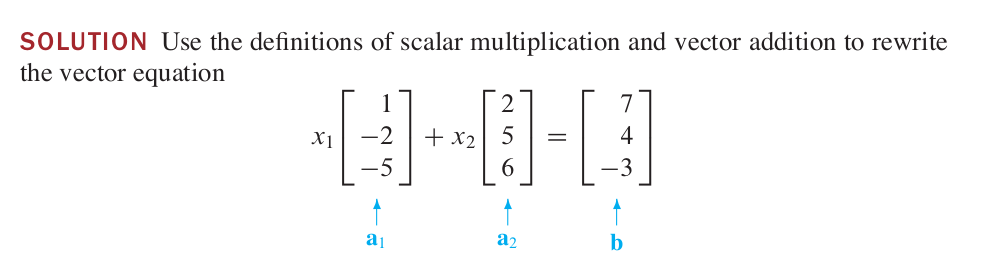 SOLUTION Use the definitions of scalar multiplication and vector addition to rewrite
the vector equation
1 2 7
x₁ −2 + x₂ 5 = 4
−5 6 −3
a₁ a₂ b